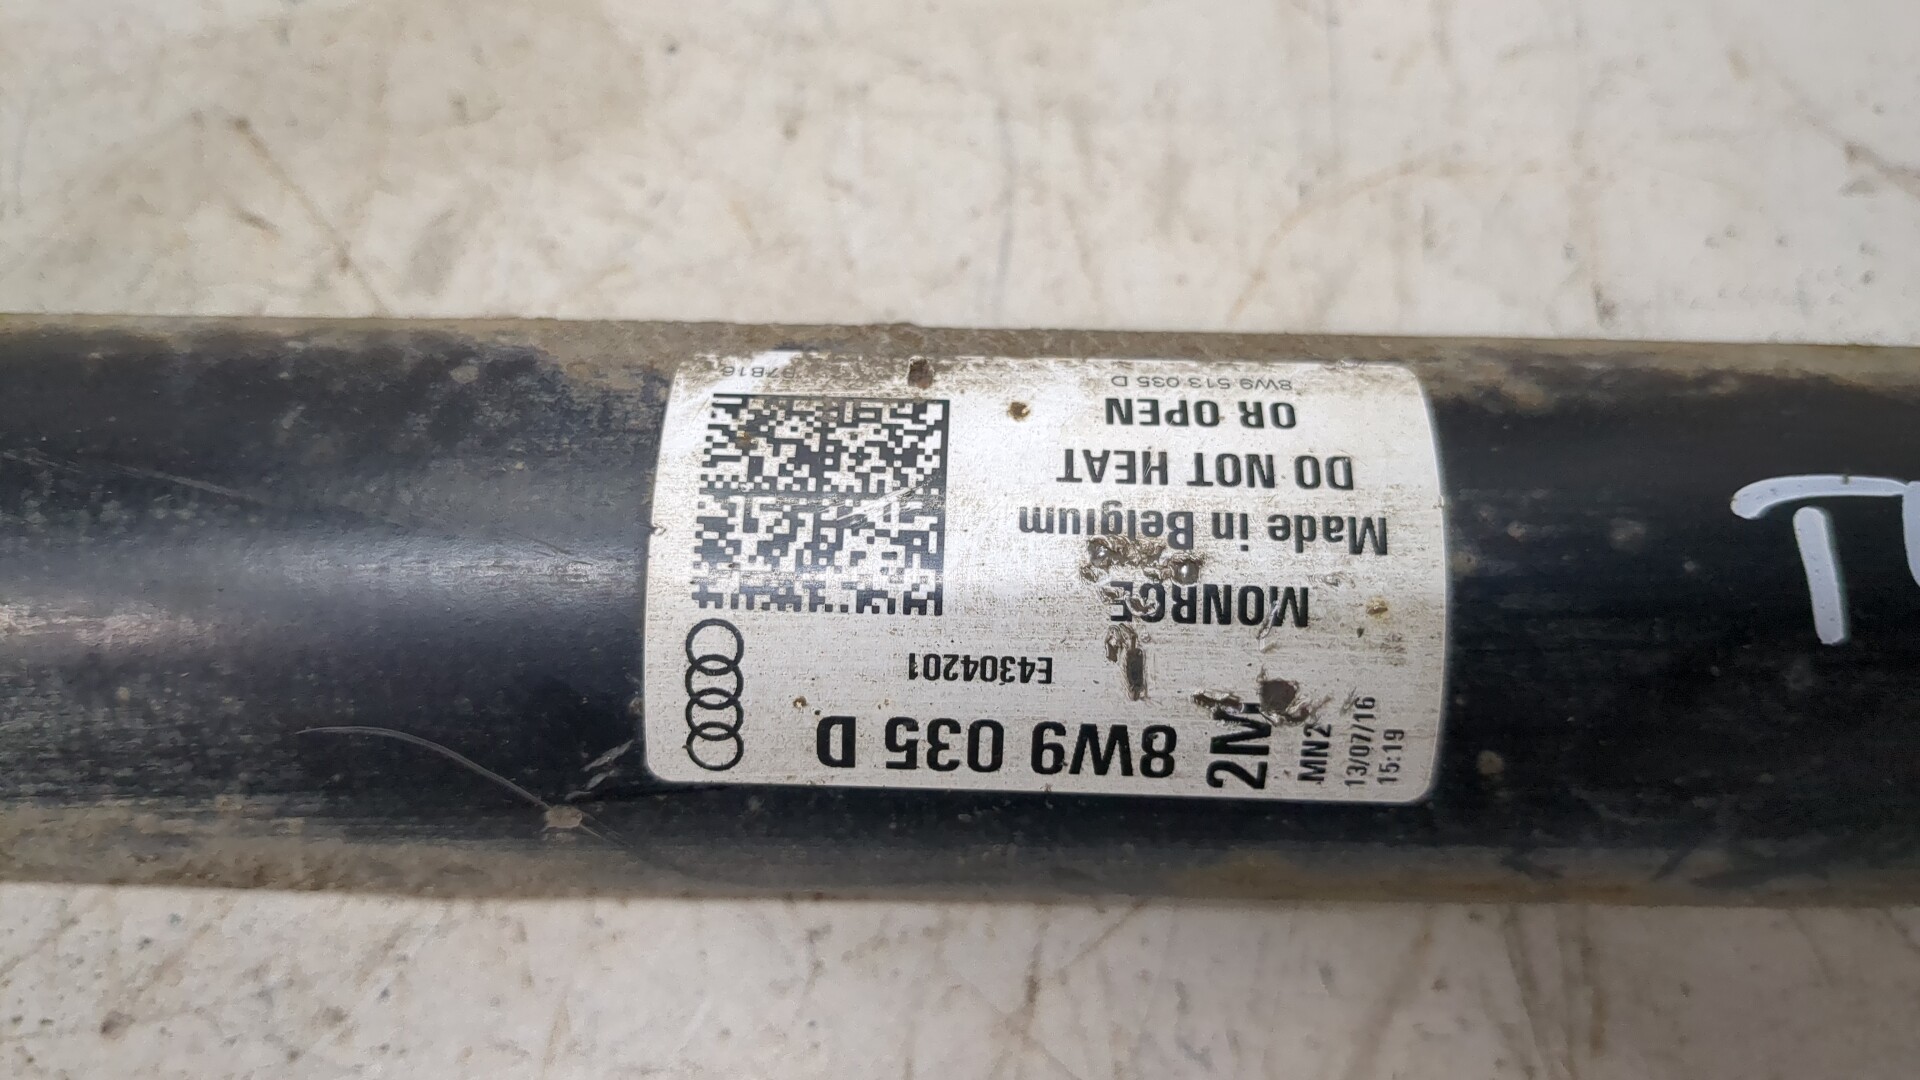 8W9 035 D
E4304201
MONROE
Made in Belgium
DO NOT HEAT
OR OPEN
8W9 513 035 D
2M
MN2
13/07/16
15:19